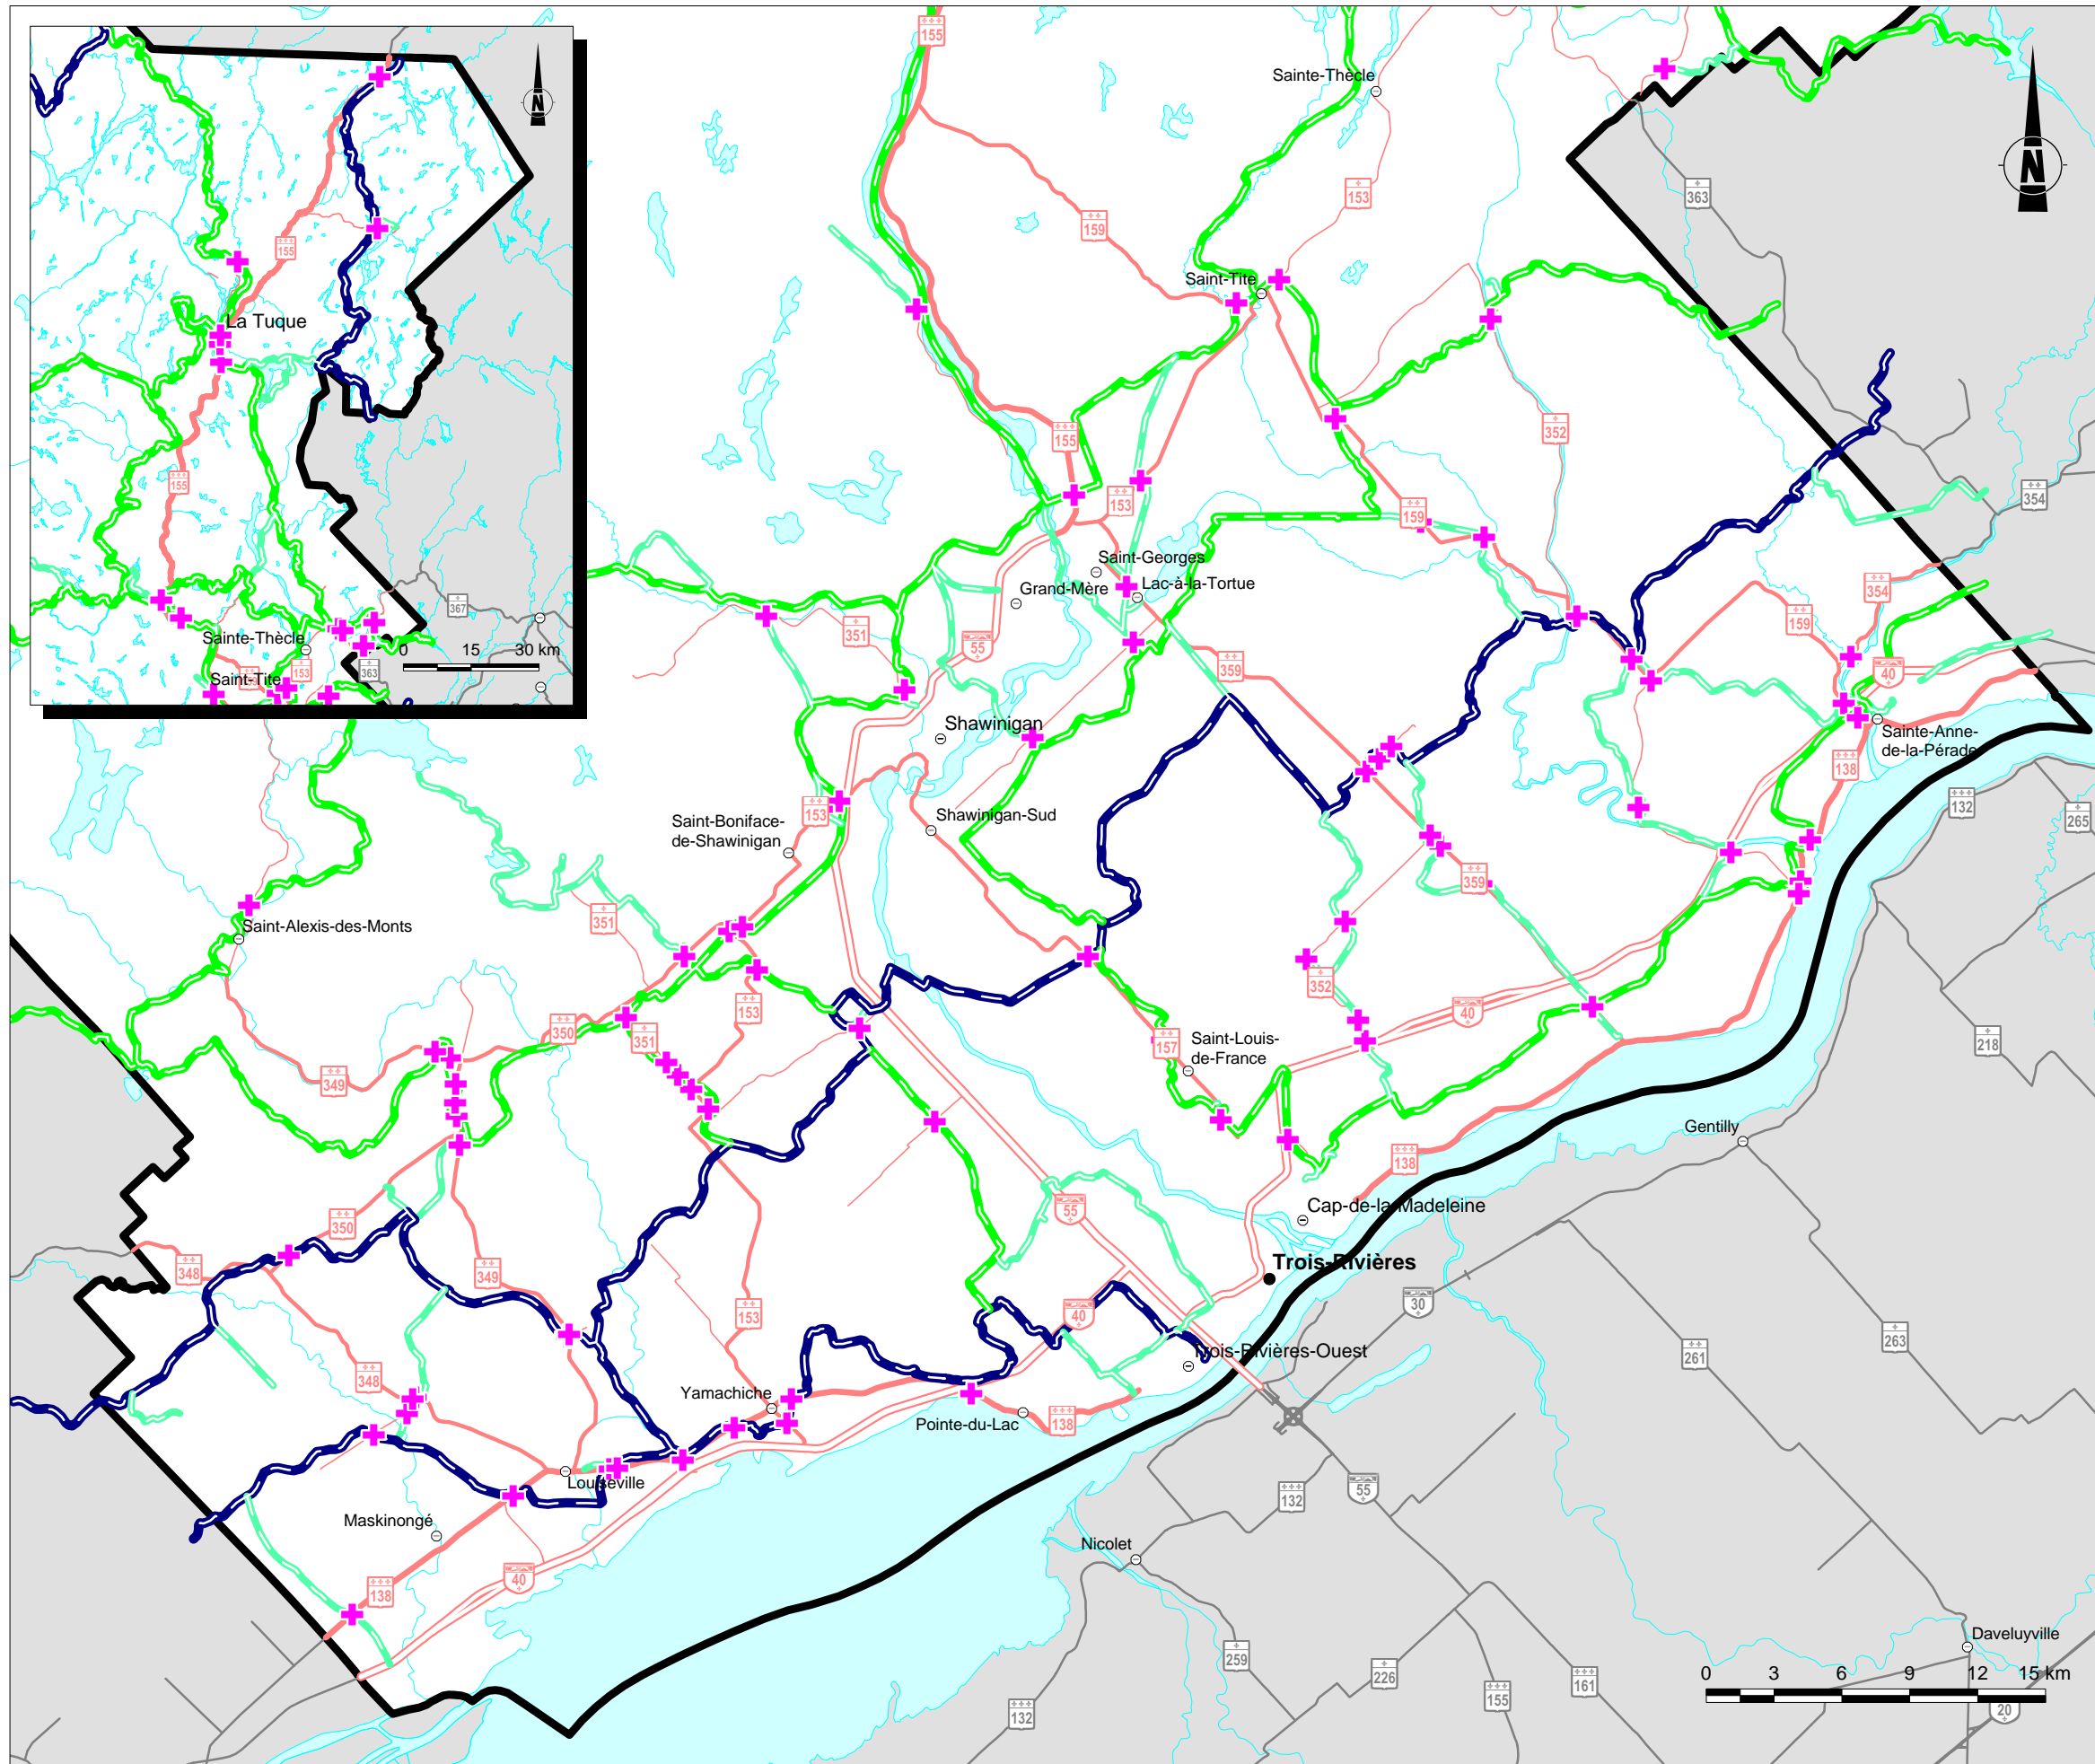 155
Sainte-Thècle
N
N
363
153
159
155
Saint-Tite
La Tuque
155
352
155
153
159
354
Saint-Georges
Lac-à-la-Tortue
Grand-Mère
351
55
354
159
367
0 15 30 km
Sainte-Thècle
153
363
Saint-Tite
359
40
Shawinigan
Sainte-Anne-
de-la-Pérade
138
132
265
153
Saint-Boniface-
de-Shawinigan
Shawinigan-Sud
359
351
Saint-Alexis-des-Monts
352
153
40
350
351
157
Saint-Louis-
de-France
218
349
Gentilly
138
350
55
Cap-de-la-Madeleine
348
349
Trois-Rivières
153
40
30
263
261
Trois-Rivières-Ouest
348
Yamachiche
Pointe-du-Lac
138
Louiseville
55
132
Maskinongé
Nicolet
40
138
Daveluyville
259
226
161
155
132
0 3 6 9 12 15 km
20